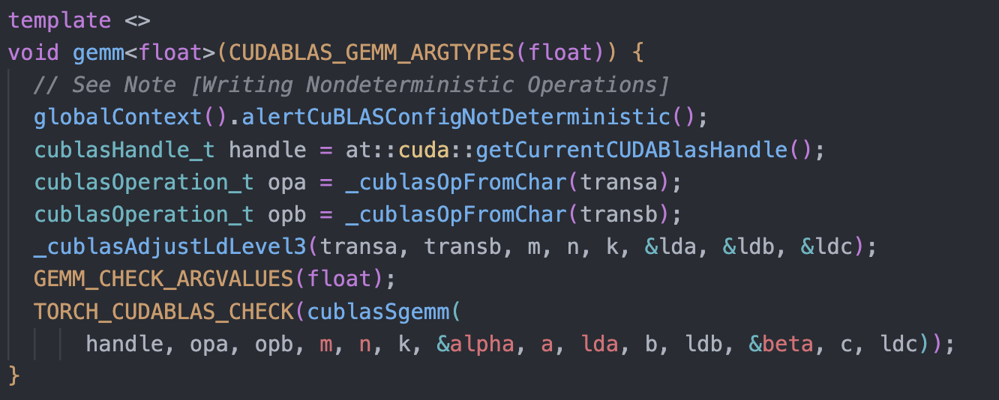 template <>
void gemm<float>(CUDABLAS_GEMM_ARGTYPES(float)) {
// See Note [Writing Nondeterministic Operations]
globalContext().alertCuBLASConfigNotDeterministic();
cublasHandle_t handle = at::cuda::getCurrentCUDABlasHandle();
cublasOperation_t opa = _cublasOpFromChar(transa);
cublasOperation_t opb = _cublasOpFromChar(transb);
_cublasAdjustLdLevel3(transa, transb, m, n, k, &lda, &ldb, &ldc);
GEMM_CHECK_ARGVALUES(float);
TORCH_CUDABLAS_CHECK(cublasSgemm(
handle, opa, opb, m, n, k, &alpha, a, lda, b, ldb, &beta, c, ldc));
}